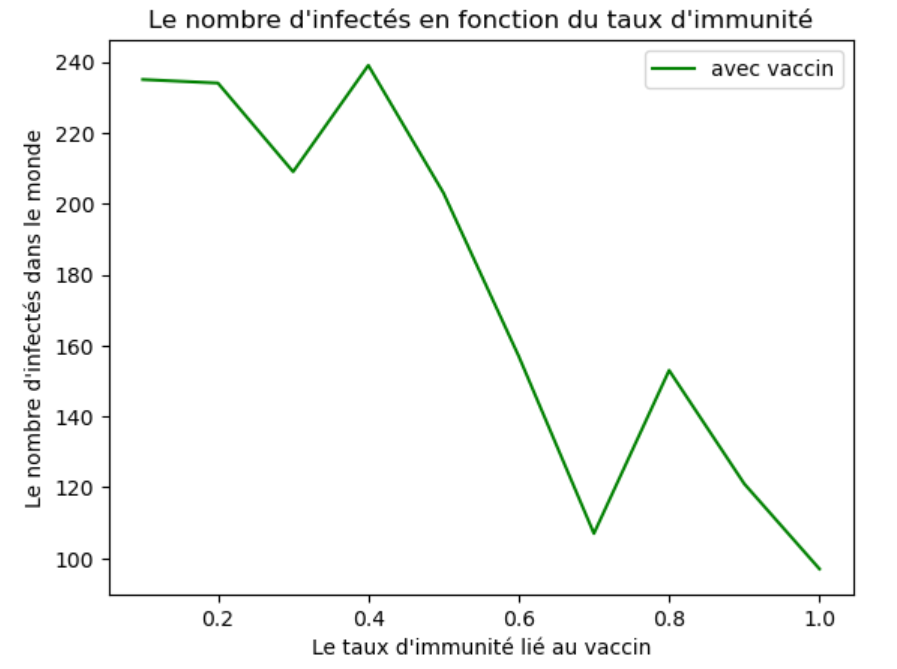 Le nombre d'infectés en fonction du taux d'immunité
avec vaccin
Le nombre d'infectés dans le monde
240
220
200
180
160
140
120
100
0.2 0.4 0.6 0.8 1.0
Le taux d'immunité lié au vaccin